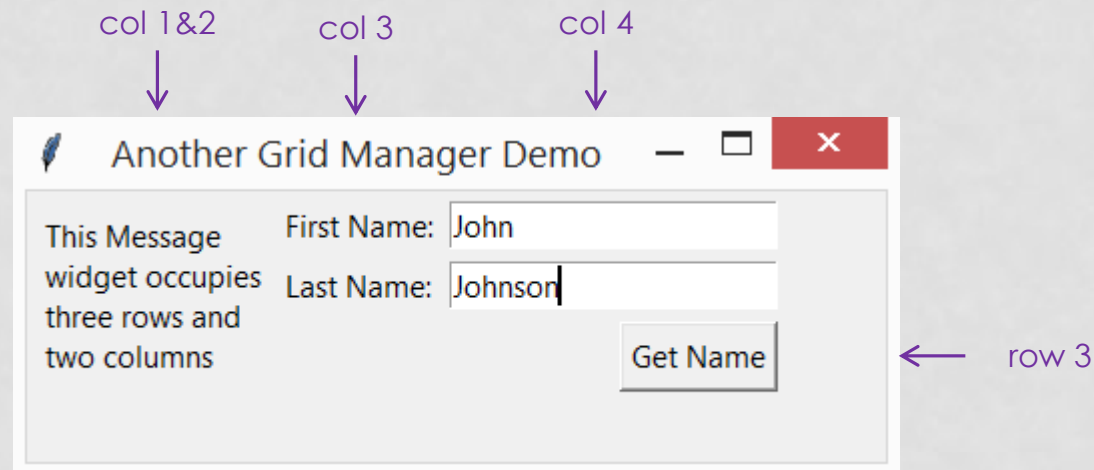 col 1&2
col 3
col 4
Another Grid Manager Demo
This Message
widget occupies
three rows and
two columns
First Name: John
Last Name: Johnson
Get Name
row 3